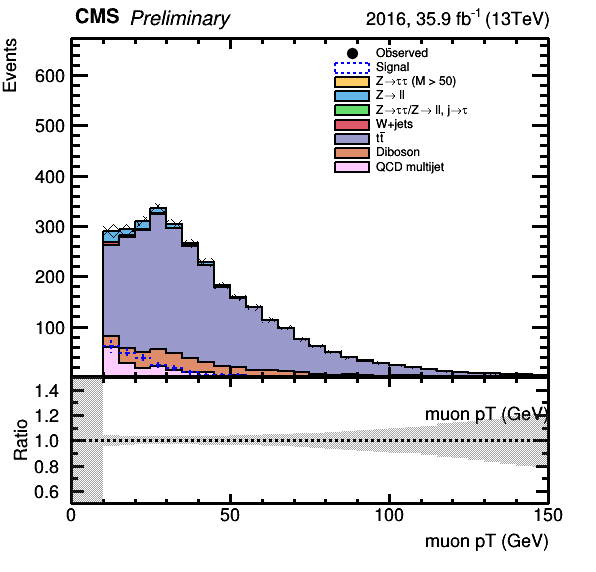 CMS Preliminary 2016, 35.9 fb⁻¹ (13TeV)
Events
600
500
400
300
200
100
Observed
Signal
Z→ττ (M > 50)
Z→ ll
Z→ττ/Z→ ll, j→τ
W+jets
tt̄
Diboson
QCD multijet
muon pT (GeV)
Ratio
1.4
1.2
1.0
0.8
0.6
0 50 100 150
muon pT (GeV)